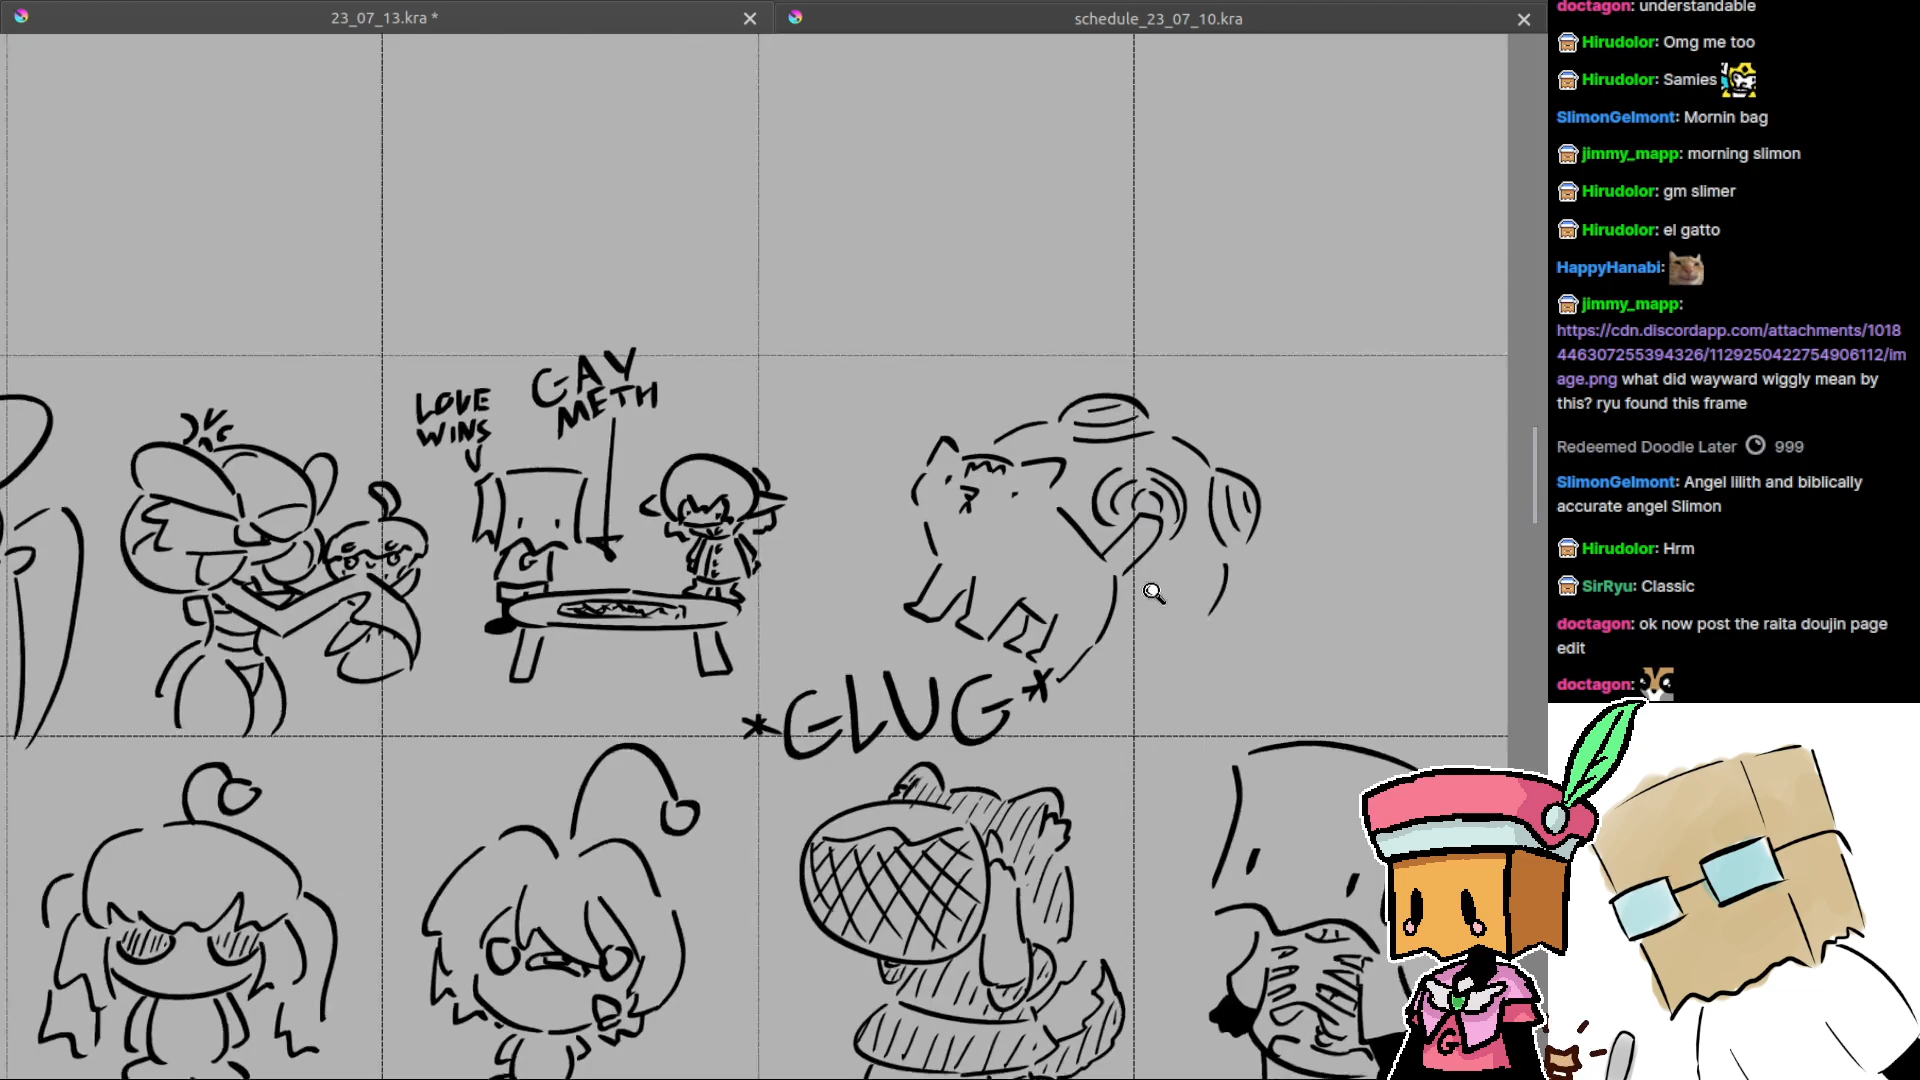 23_07_13.kra *
schedule_23_07_10.kra
LOVE
WINS
GAY
METH
*GLUG*
G
doctagon: understandable
Hirudolor: Omg me too
Hirudolor: Samies
SlimonGelmont: Mornin bag
jimmy_mapp: morning slimon
Hirudolor: gm slimer
Hirudolor: el gatto
HappyHanabi:
jimmy_mapp:
https://cdn.discordapp.com/attachments/1018
446307255394326/1129250422754906112/im
age.png what did wayward wiggly mean by
this? ryu found this frame
Redeemed Doodle Later 999
SlimonGelmont: Angel lilith and biblically
accurate angel Slimon
Hirudolor: Hrm
SirRyu: Classic
doctagon: ok now post the raita doujin page
edit
doctagon:
G